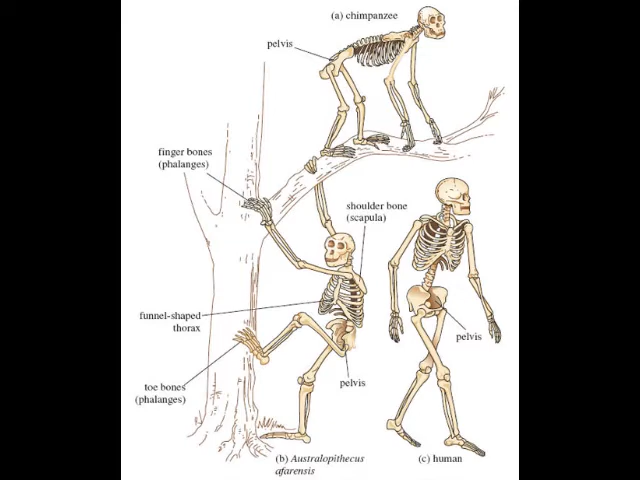 (a) chimpanzee
pelvis
finger bones
(phalanges)
shoulder bone
(scapula)
funnel-shaped
thorax
pelvis
toe bones
(phalanges)
pelvis
(b) Australopithecus
afarensis
(c) human